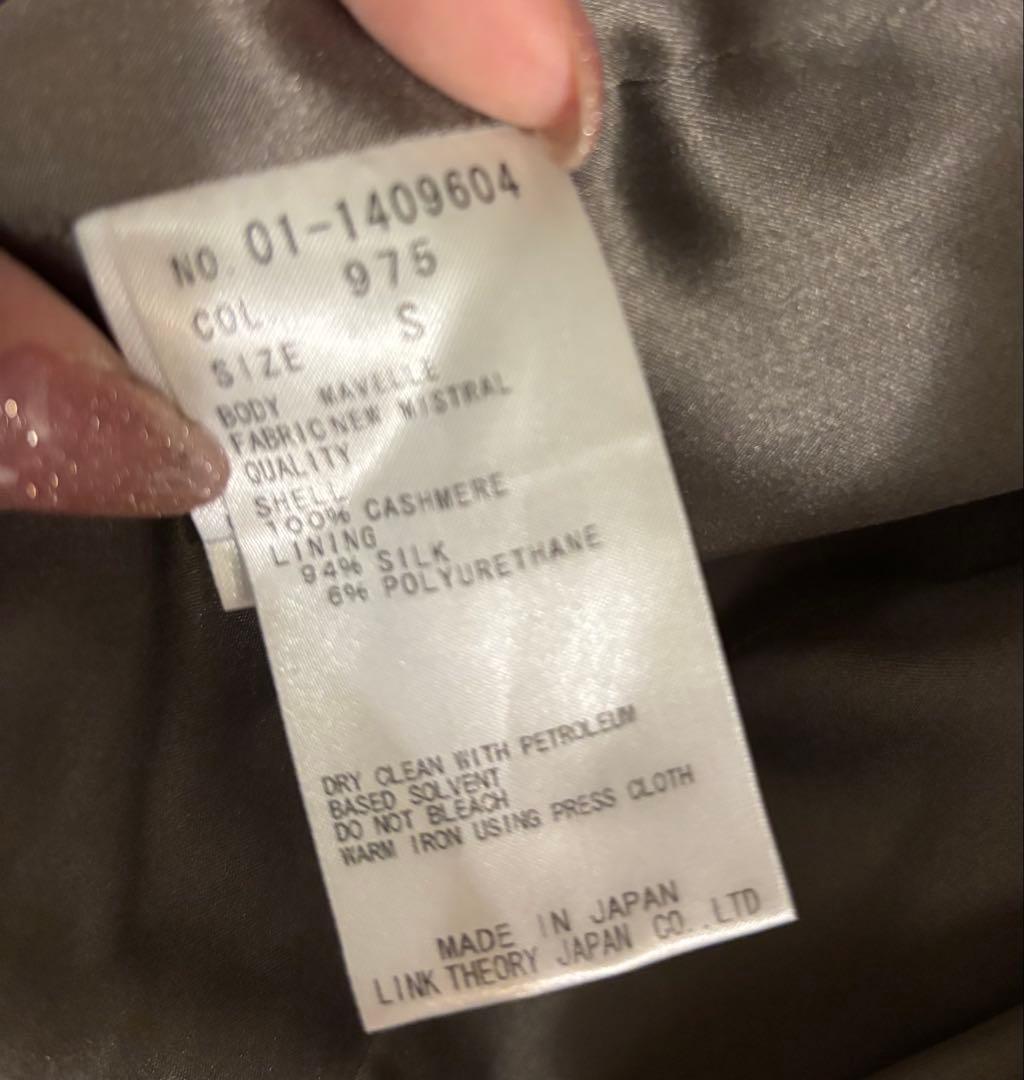 NO. 01-1409604
COL 975
SIZE S
BODY MAVELLE
FABRIC NEW MISTRAL
QUALITY
SHELL
100% CASHMERE
LINING
94% SILK
6% POLYURETHANE
DRY CLEAN WITH PETROLEUM
BASED SOLVENT
DO NOT BLEACH
WARM IRON USING PRESS CLOTH
MADE IN JAPAN
LINK THEORY JAPAN CO.,LTD